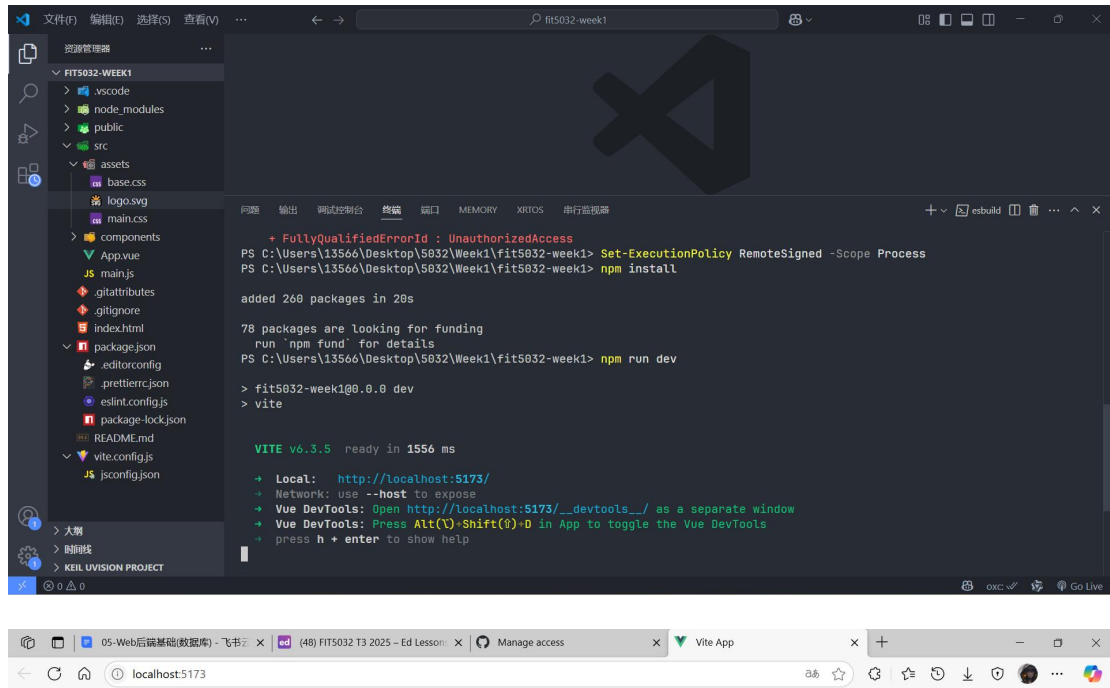 文件(F) 编辑(E) 选择(S) 查看(V) ··· fit5032-week1
资源管理器 ···
FIT5032-WEEK1
.vscode
node_modules
public
src
assets
base.css
logo.svg
main.css
components
App.vue
JS main.js
.gitattributes
.gitignore
index.html
package.json
.editorconfig
.prettierrc.json
eslint.config.js
package-lock.json
README.md
vite.config.js
JS jsconfig.json
大纲
时间线
KEIL UVISION PROJECT
问题 输出 调试控制台 终端 端口 MEMORY XRTOS 串行监视器 esbuild
+ FullyQualifiedErrorId : UnauthorizedAccess
PS C:\Users\13566\Desktop\5032\Week1\fit5032-week1> Set-ExecutionPolicy RemoteSigned -Scope Process
PS C:\Users\13566\Desktop\5032\Week1\fit5032-week1> npm install
added 260 packages in 20s
78 packages are looking for funding
run `npm fund` for details
PS C:\Users\13566\Desktop\5032\Week1\fit5032-week1> npm run dev
> fit5032-week1@0.0.0 dev
> vite
VITE v6.3.5 ready in 1556 ms
➜ Local: http://localhost:5173/
➜ Network: use --host to expose
➜ Vue DevTools: Open http://localhost:5173/__devtools__/ as a separate window
➜ Vue DevTools: Press Alt(⌥)+Shift(⇧)+D in App to toggle the Vue DevTools
➜ press h + enter to show help
0 0 oxc: Go Live
05-Web后端基础(数据库) - 飞书云 ed (48) FIT5032 T3 2025 – Ed Lessons Manage access Vite App
localhost:5173